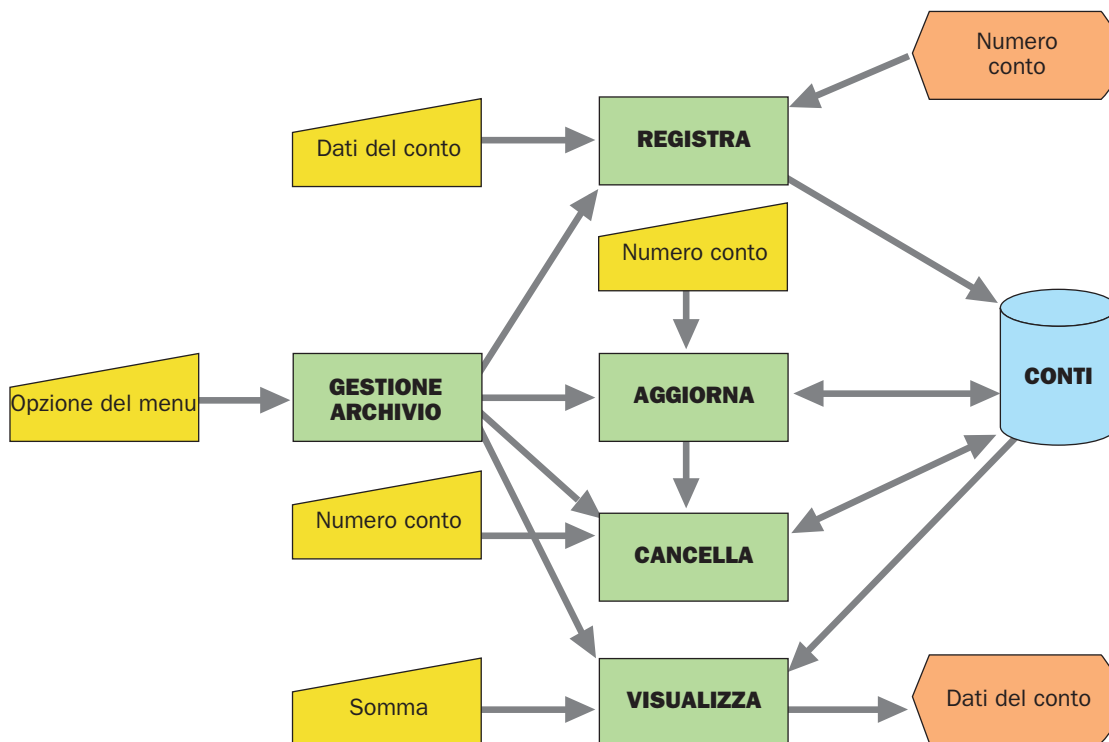 Numero
conto
Dati del conto
REGISTRA
Numero conto
Opzione del menu
GESTIONE
ARCHIVIO
AGGIORNA
CONTI
Numero conto
CANCELLA
Somma
VISUALIZZA
Dati del conto